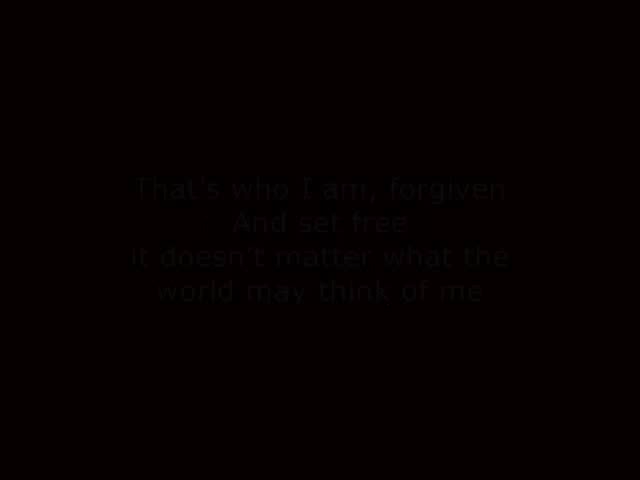 That's who I am, forgiven
And set free
it doesn't matter what the
world may think of me